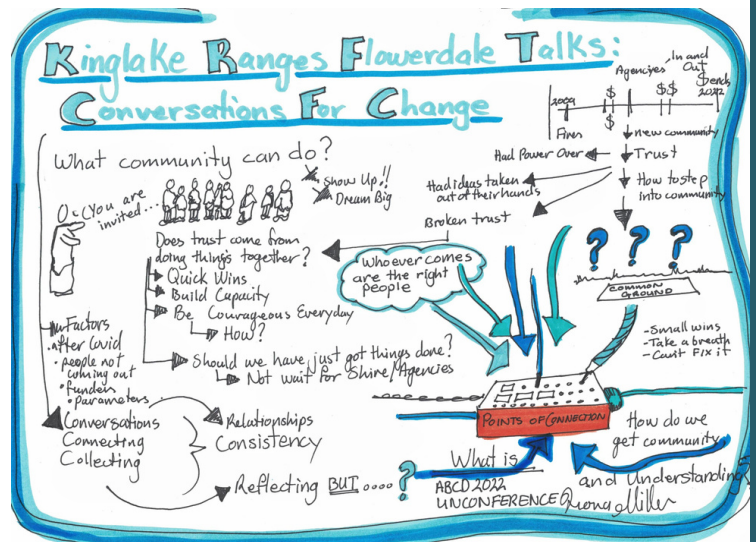 Kinglake Ranges Flowerdale Talks:
Conversations For Change
Agencies' In and
Out
$ends
2009
$
$$
2022
$
Fires
new community
Had Power Over
Trust
Had ideas taken
out of their hands
How to step
into community
Broken trust
What community can do?
Show Up!!
Dream Big
You are
invited...
Does trust come from
doing things together?
Quick Wins
Build Capacity
Be Courageous Everyday
How?
Should we have just got things done?
Not wait for Shire/Agencies
Whoever comes
are the right
people
? ? ?
COMMON
GROUND
-Small wins
-Take a breath
-Can't FIX it
Factors
after Covid
• people not
coming out
• funders
• parameters
Conversations
Connecting
Collecting
Relationships
Consistency
Reflecting BUT....?
POINTS OF CONNECTION
How do we
get community
and Understanding
What is
ABCD 2022
UNCONFERENCE
Fiona Miller